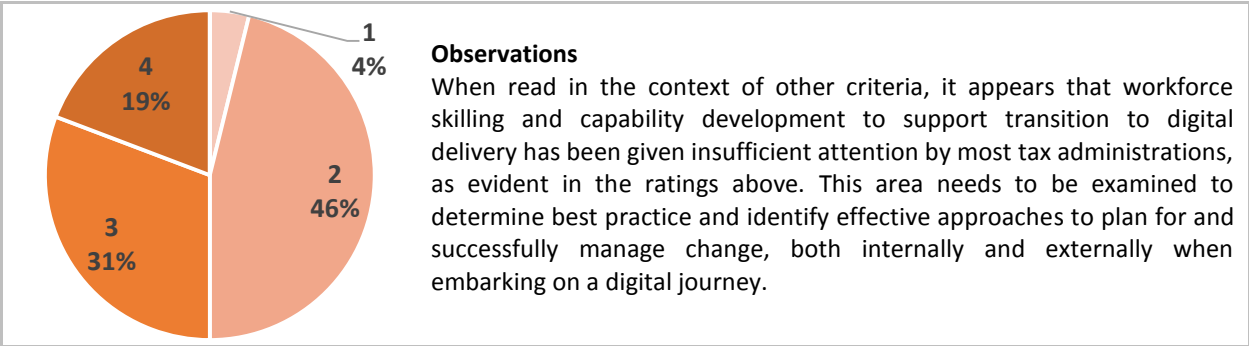 1
4%
4
19%
2
46%
3
31%
Observations
When read in the context of other criteria, it appears that workforce
skilling and capability development to support transition to digital
delivery has been given insufficient attention by most tax administrations,
as evident in the ratings above. This area needs to be examined to
determine best practice and identify effective approaches to plan for and
successfully manage change, both internally and externally when
embarking on a digital journey.